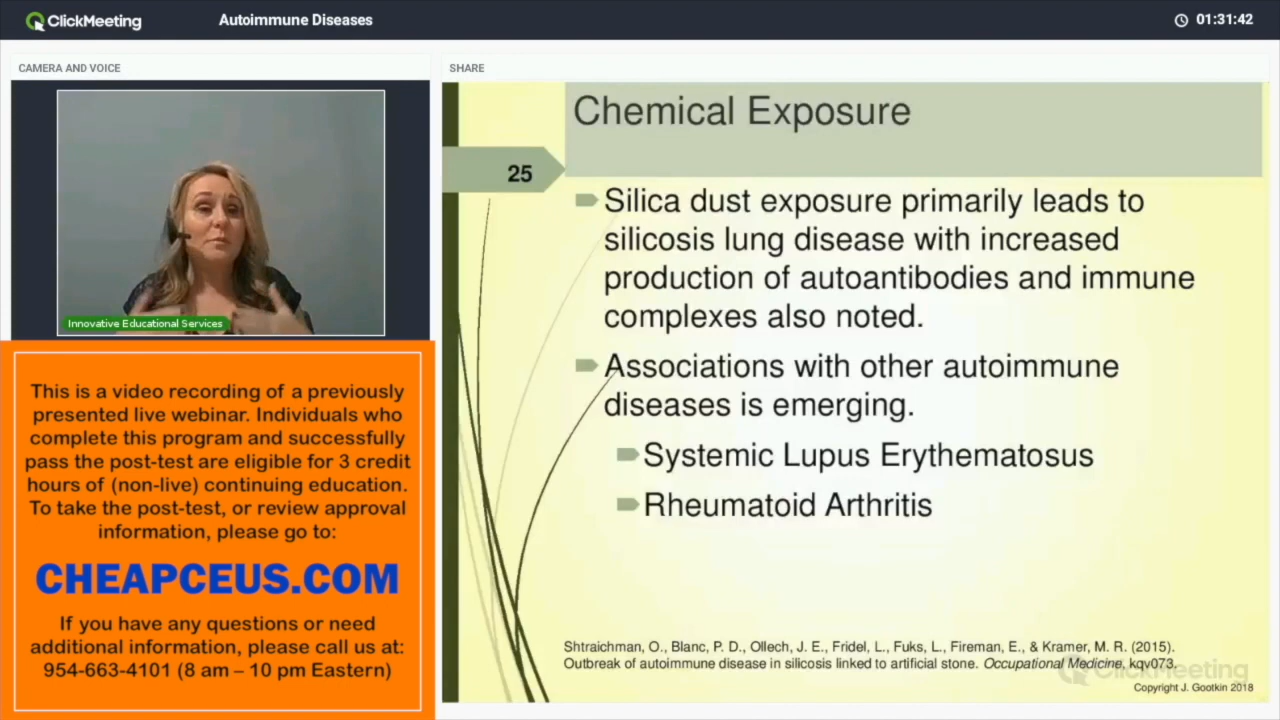 ClickMeeting
Autoimmune Diseases
01:31:42
CAMERA AND VOICE
SHARE
Innovative Educational Services
This is a video recording of a previously
presented live webinar. Individuals who
complete this program and successfully
pass the post-test are eligible for 3 credit
hours of (non-live) continuing education.
To take the post-test, or review approval
information, please go to:
CHEAPCEUS.COM
If you have any questions or need
additional information, please call us at:
954-663-4101 (8 am – 10 pm Eastern)
Chemical Exposure
25
Silica dust exposure primarily leads to
silicosis lung disease with increased
production of autoantibodies and immune
complexes also noted.
Associations with other autoimmune
diseases is emerging.
Systemic Lupus Erythematosus
Rheumatoid Arthritis
Shtraichman, O., Blanc, P. D., Ollech, J. E., Fridel, L., Fuks, L., Fireman, E., & Kramer, M. R. (2015).
Outbreak of autoimmune disease in silicosis linked to artificial stone. Occupational Medicine, kqv073.
ClickMeeting
Copyright J. Gootkin 2018